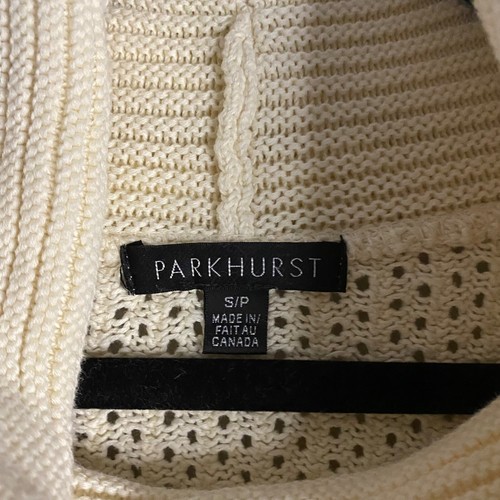 PARKHURST
S/P
MADE IN/
FAIT AU
CANADA